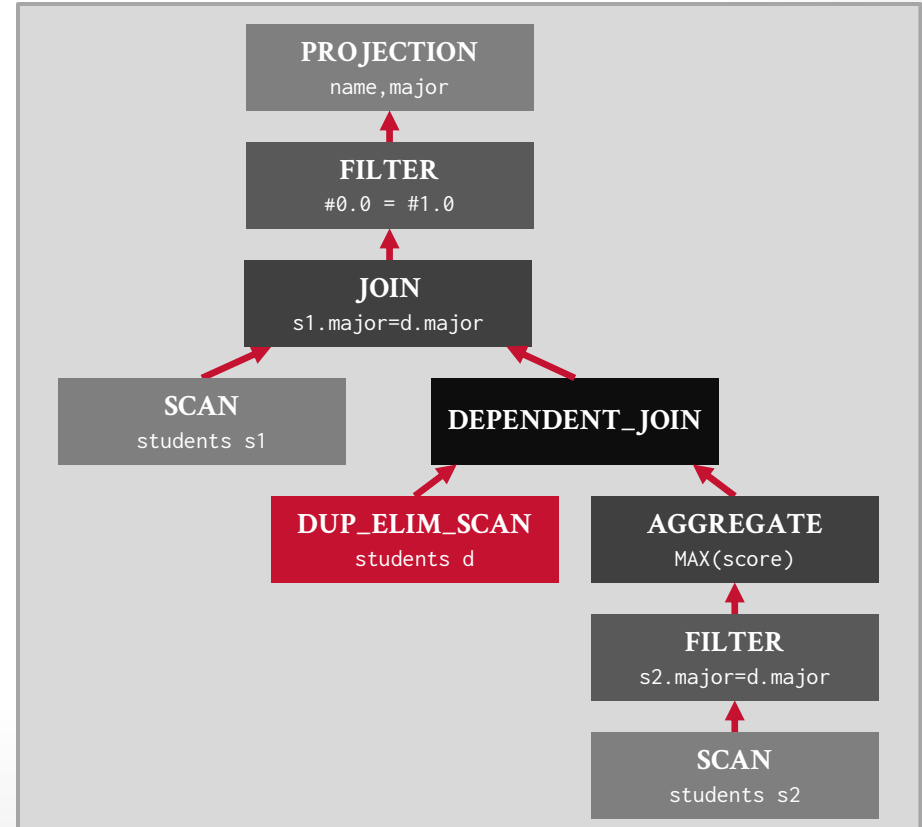 PROJECTION
name,major
FILTER
#0.0 = #1.0
JOIN
s1.major=d.major
SCAN
students s1
DEPENDENT_JOIN
DUP_ELIM_SCAN
students d
AGGREGATE
MAX(score)
FILTER
s2.major=d.major
SCAN
students s2